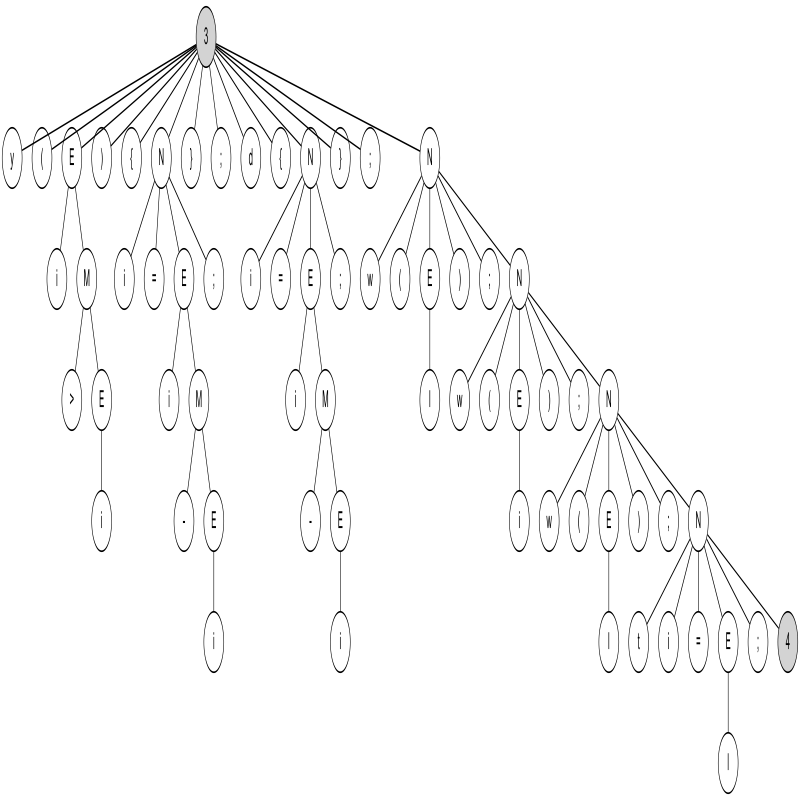 3
y ( E ) { N } ; d { N } ; N
i M i = E ; i = E ; w ( E ) ; N
> E i M i M l w ( E ) ; N
i - E - E i w ( E ) ; N
i i l t i = E ; 4
l